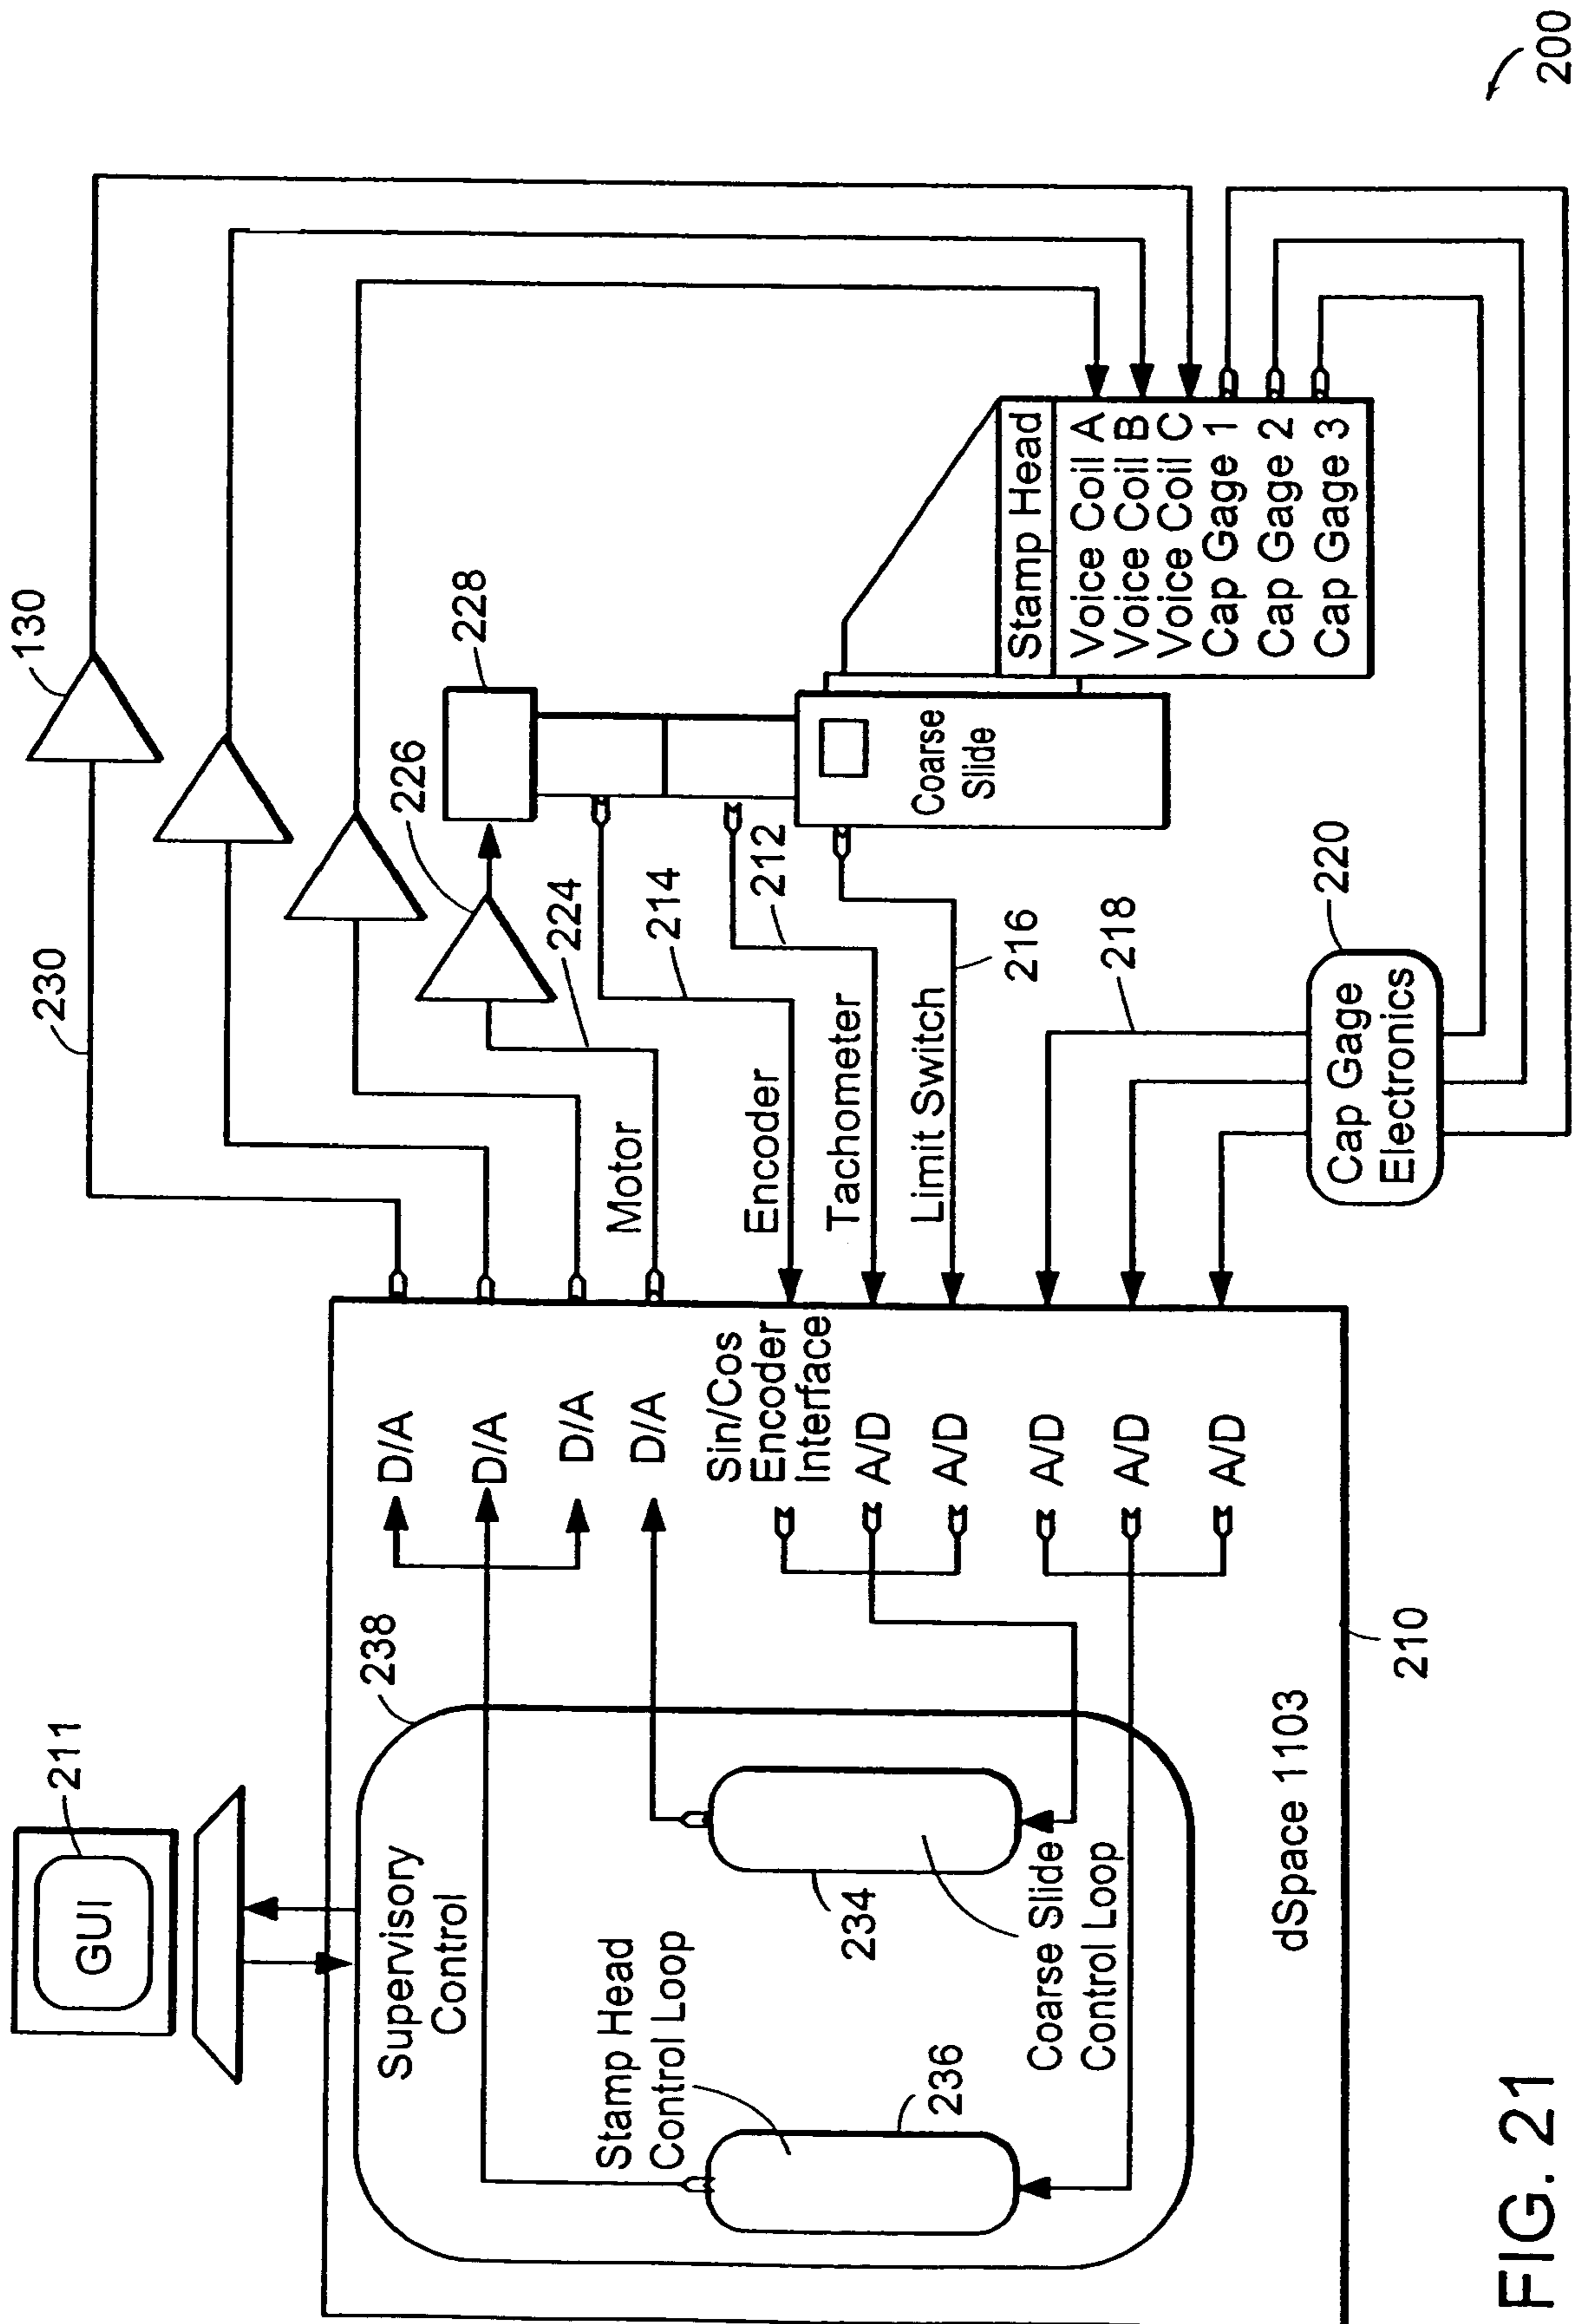 200
130
230
228
226
224
214
212
216
218
220
Motor
Encoder
Tachometer
Limit Switch
Coarse
Slide
Stamp Head
Voice Coil A
Voice Coil B
Voice Coil C
Cap Gage 1
Cap Gage 2
Cap Gage 3
Cap Gage
Electronics
211
GUI
238
Supervisory
Control
D/A
D/A
D/A
D/A
Sin/Cos
Encoder
Interface
A/D
A/D
A/D
A/D
A/D
Stamp Head
Control Loop
236
234
Coarse Slide
Control Loop
dSpace 1103
210
FIG. 21